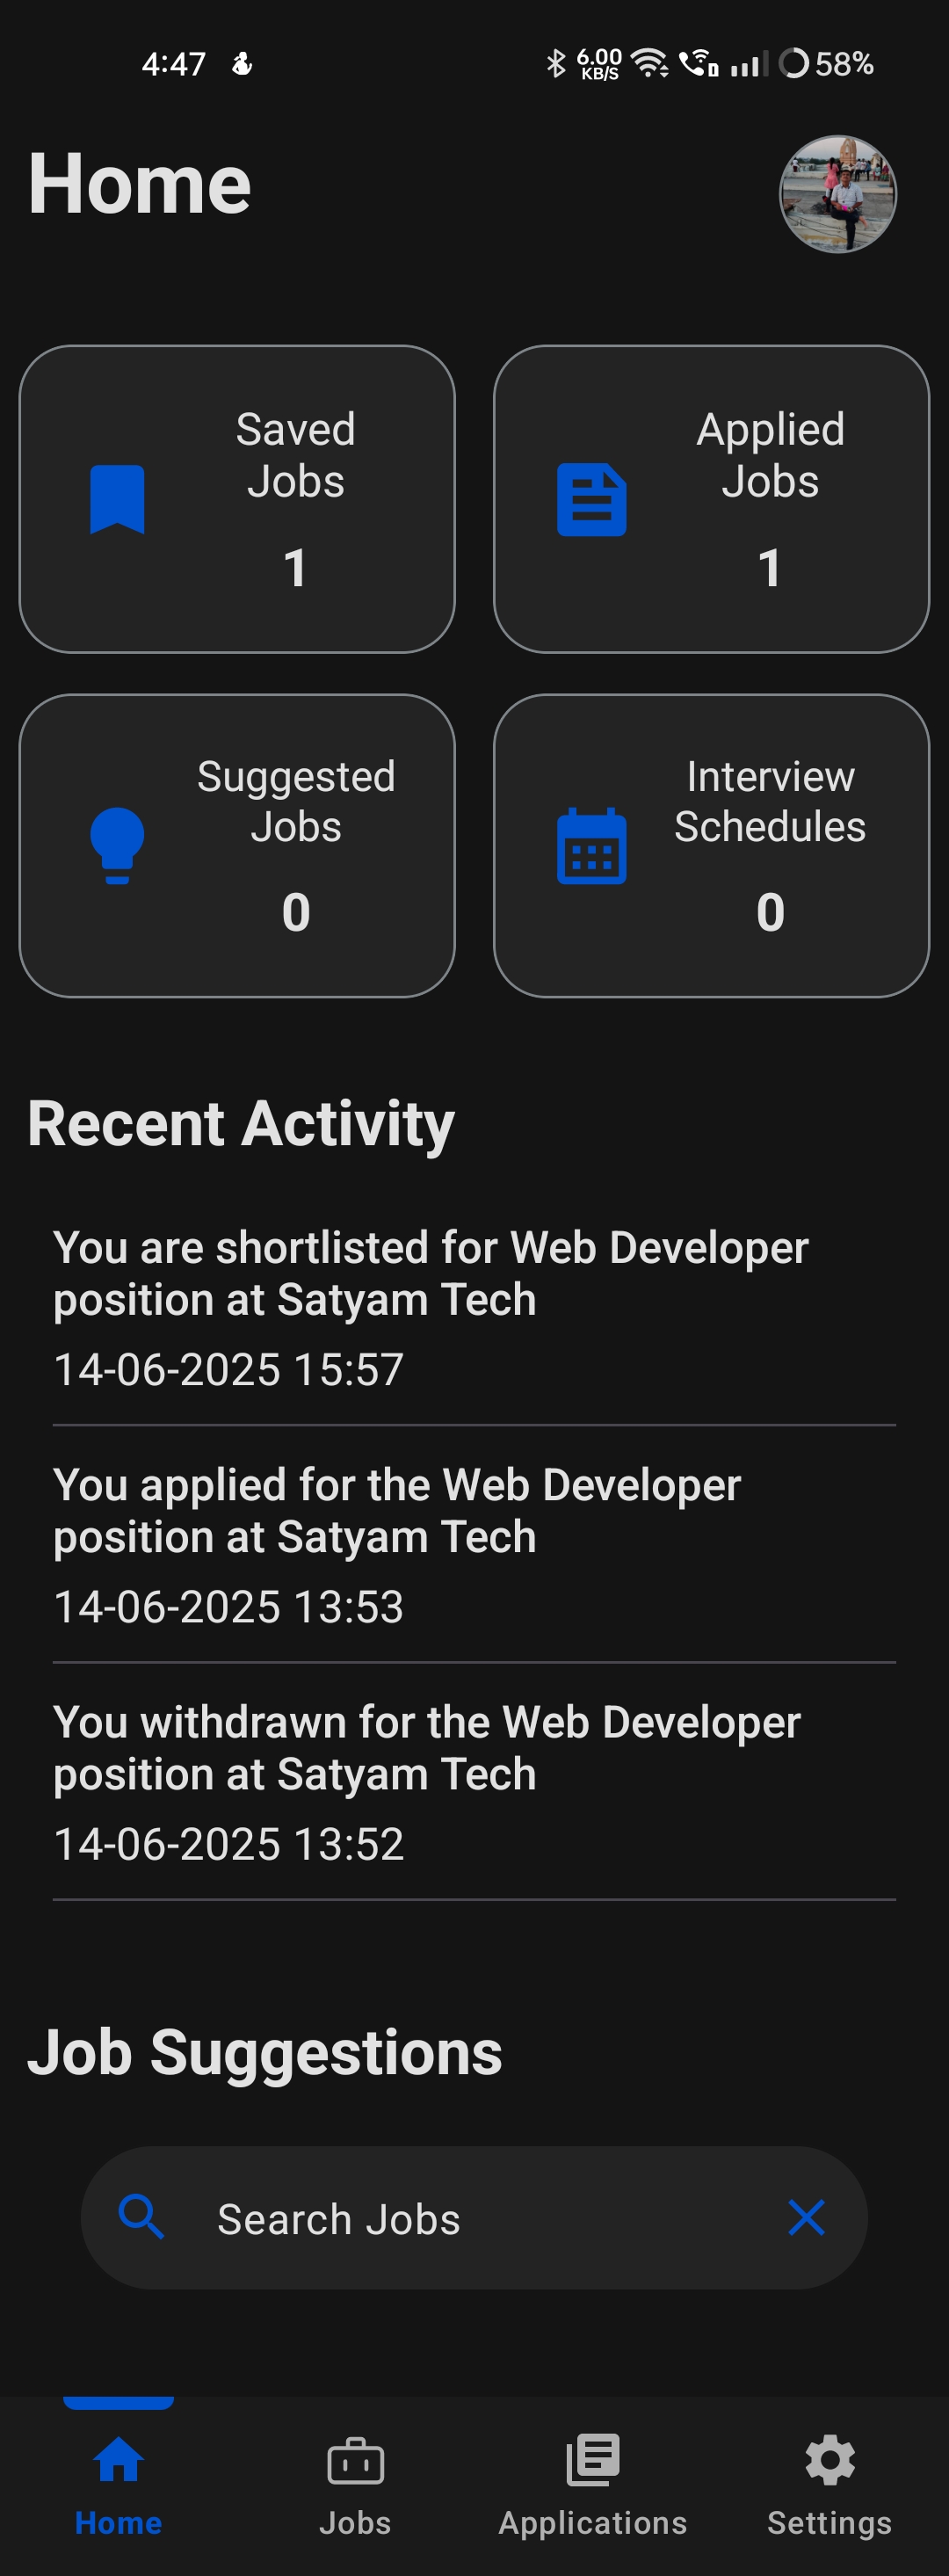 4:47
6.00
KB/S
58%
Home
Saved
Jobs
1
Applied
Jobs
1
Suggested
Jobs
0
Interview
Schedules
0
Recent Activity
You are shortlisted for Web Developer
position at Satyam Tech
14-06-2025 15:57
You applied for the Web Developer
position at Satyam Tech
14-06-2025 13:53
You withdrawn for the Web Developer
position at Satyam Tech
14-06-2025 13:52
Job Suggestions
Search Jobs
Home
Jobs
Applications
Settings